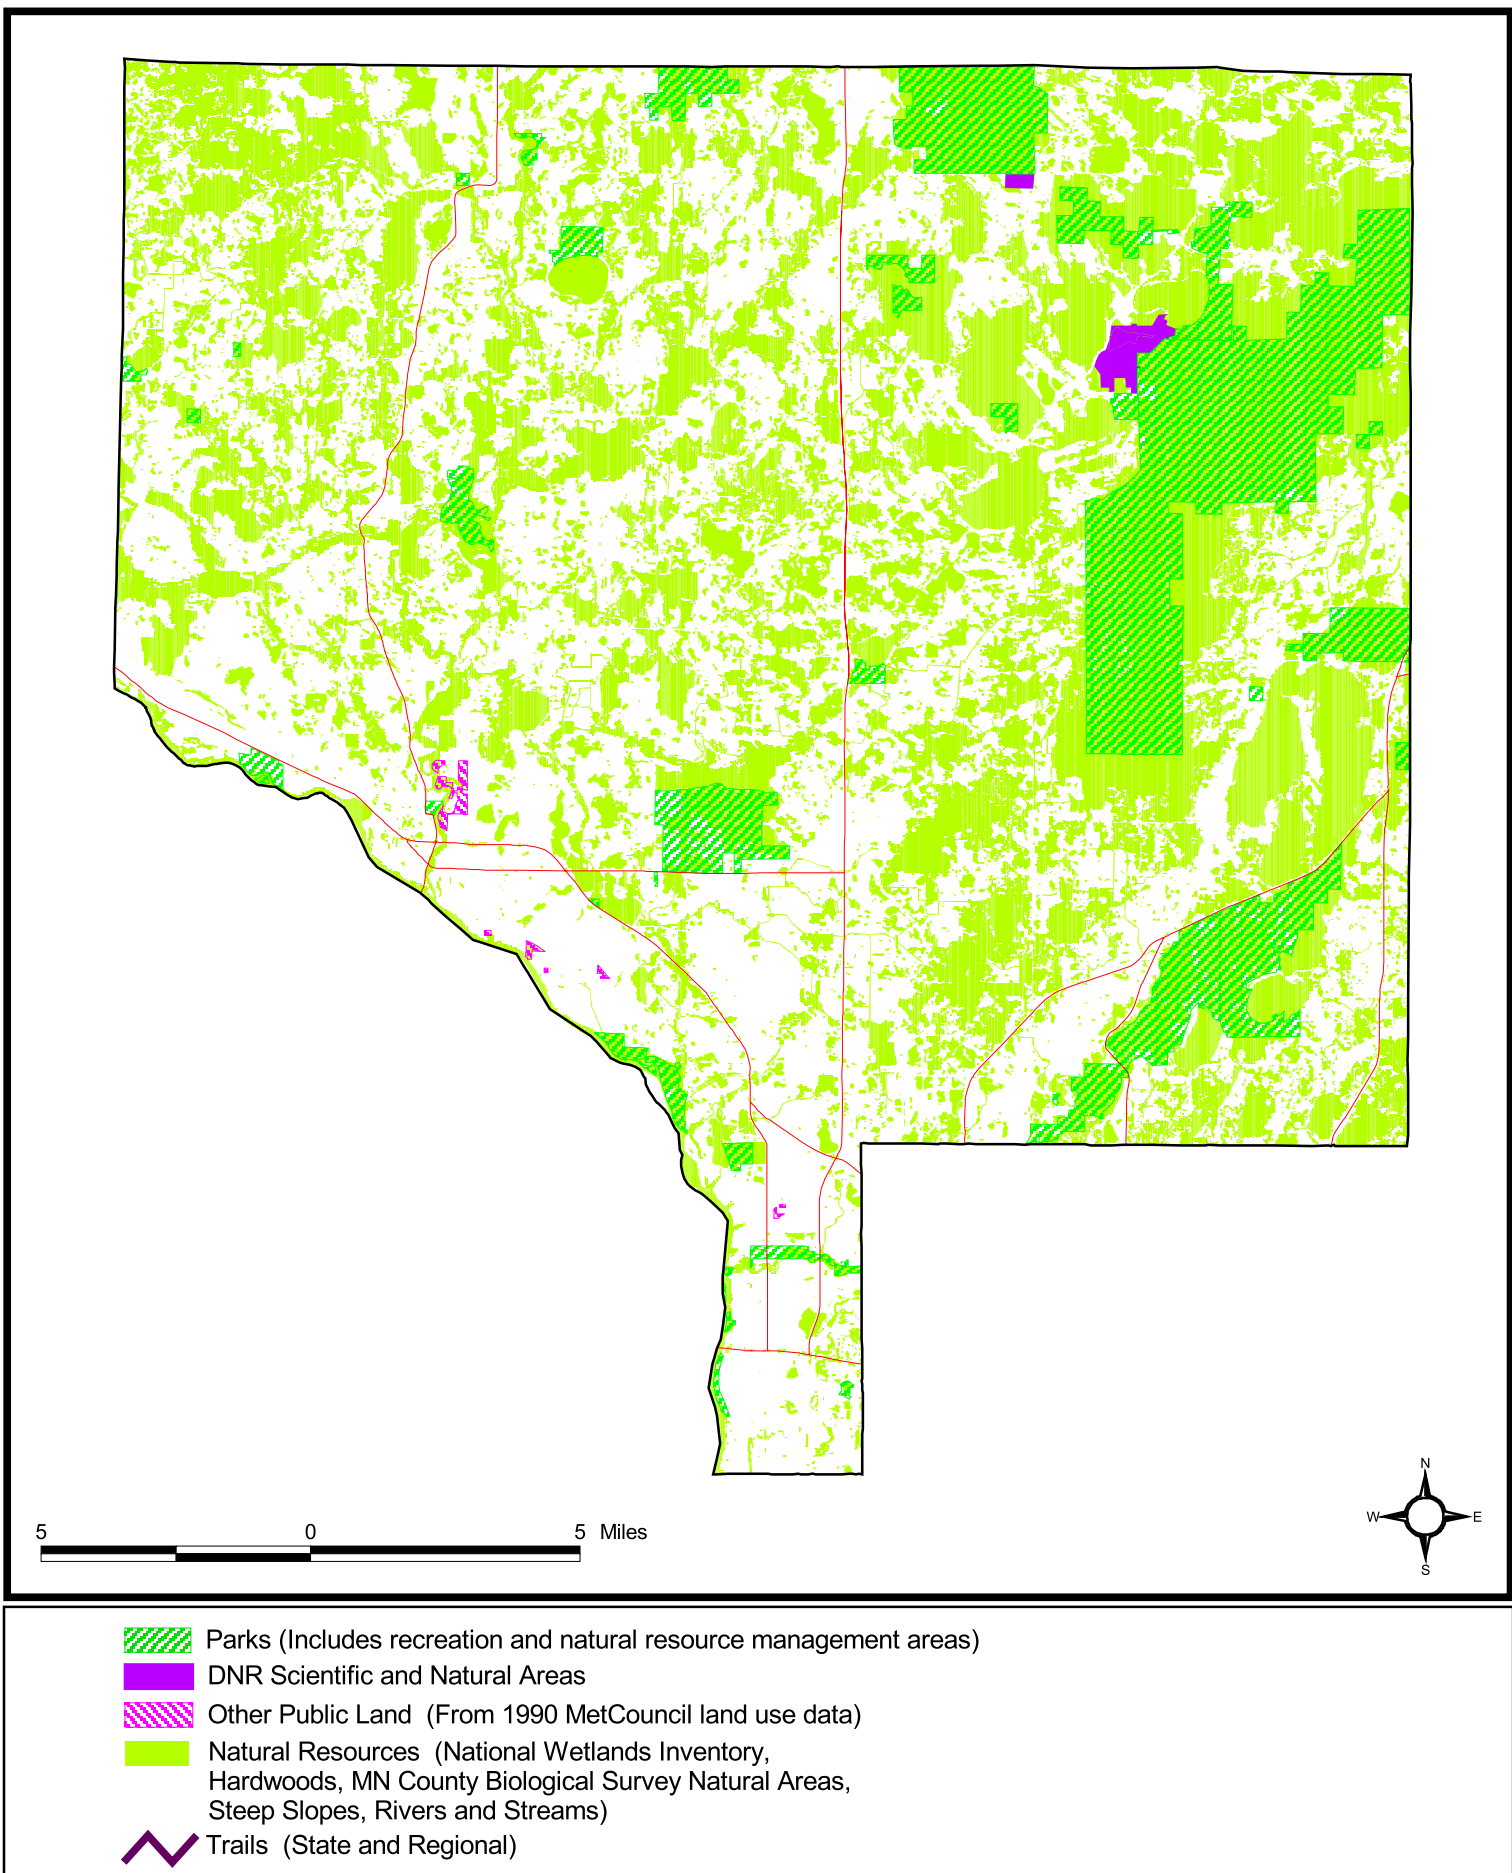 N
W E
S
5 0 5 Miles
Parks (Includes recreation and natural resource management areas)
DNR Scientific and Natural Areas
Other Public Land (From 1990 MetCouncil land use data)
Natural Resources (National Wetlands Inventory,
Hardwoods, MN County Biological Survey Natural Areas,
Steep Slopes, Rivers and Streams)
Trails (State and Regional)